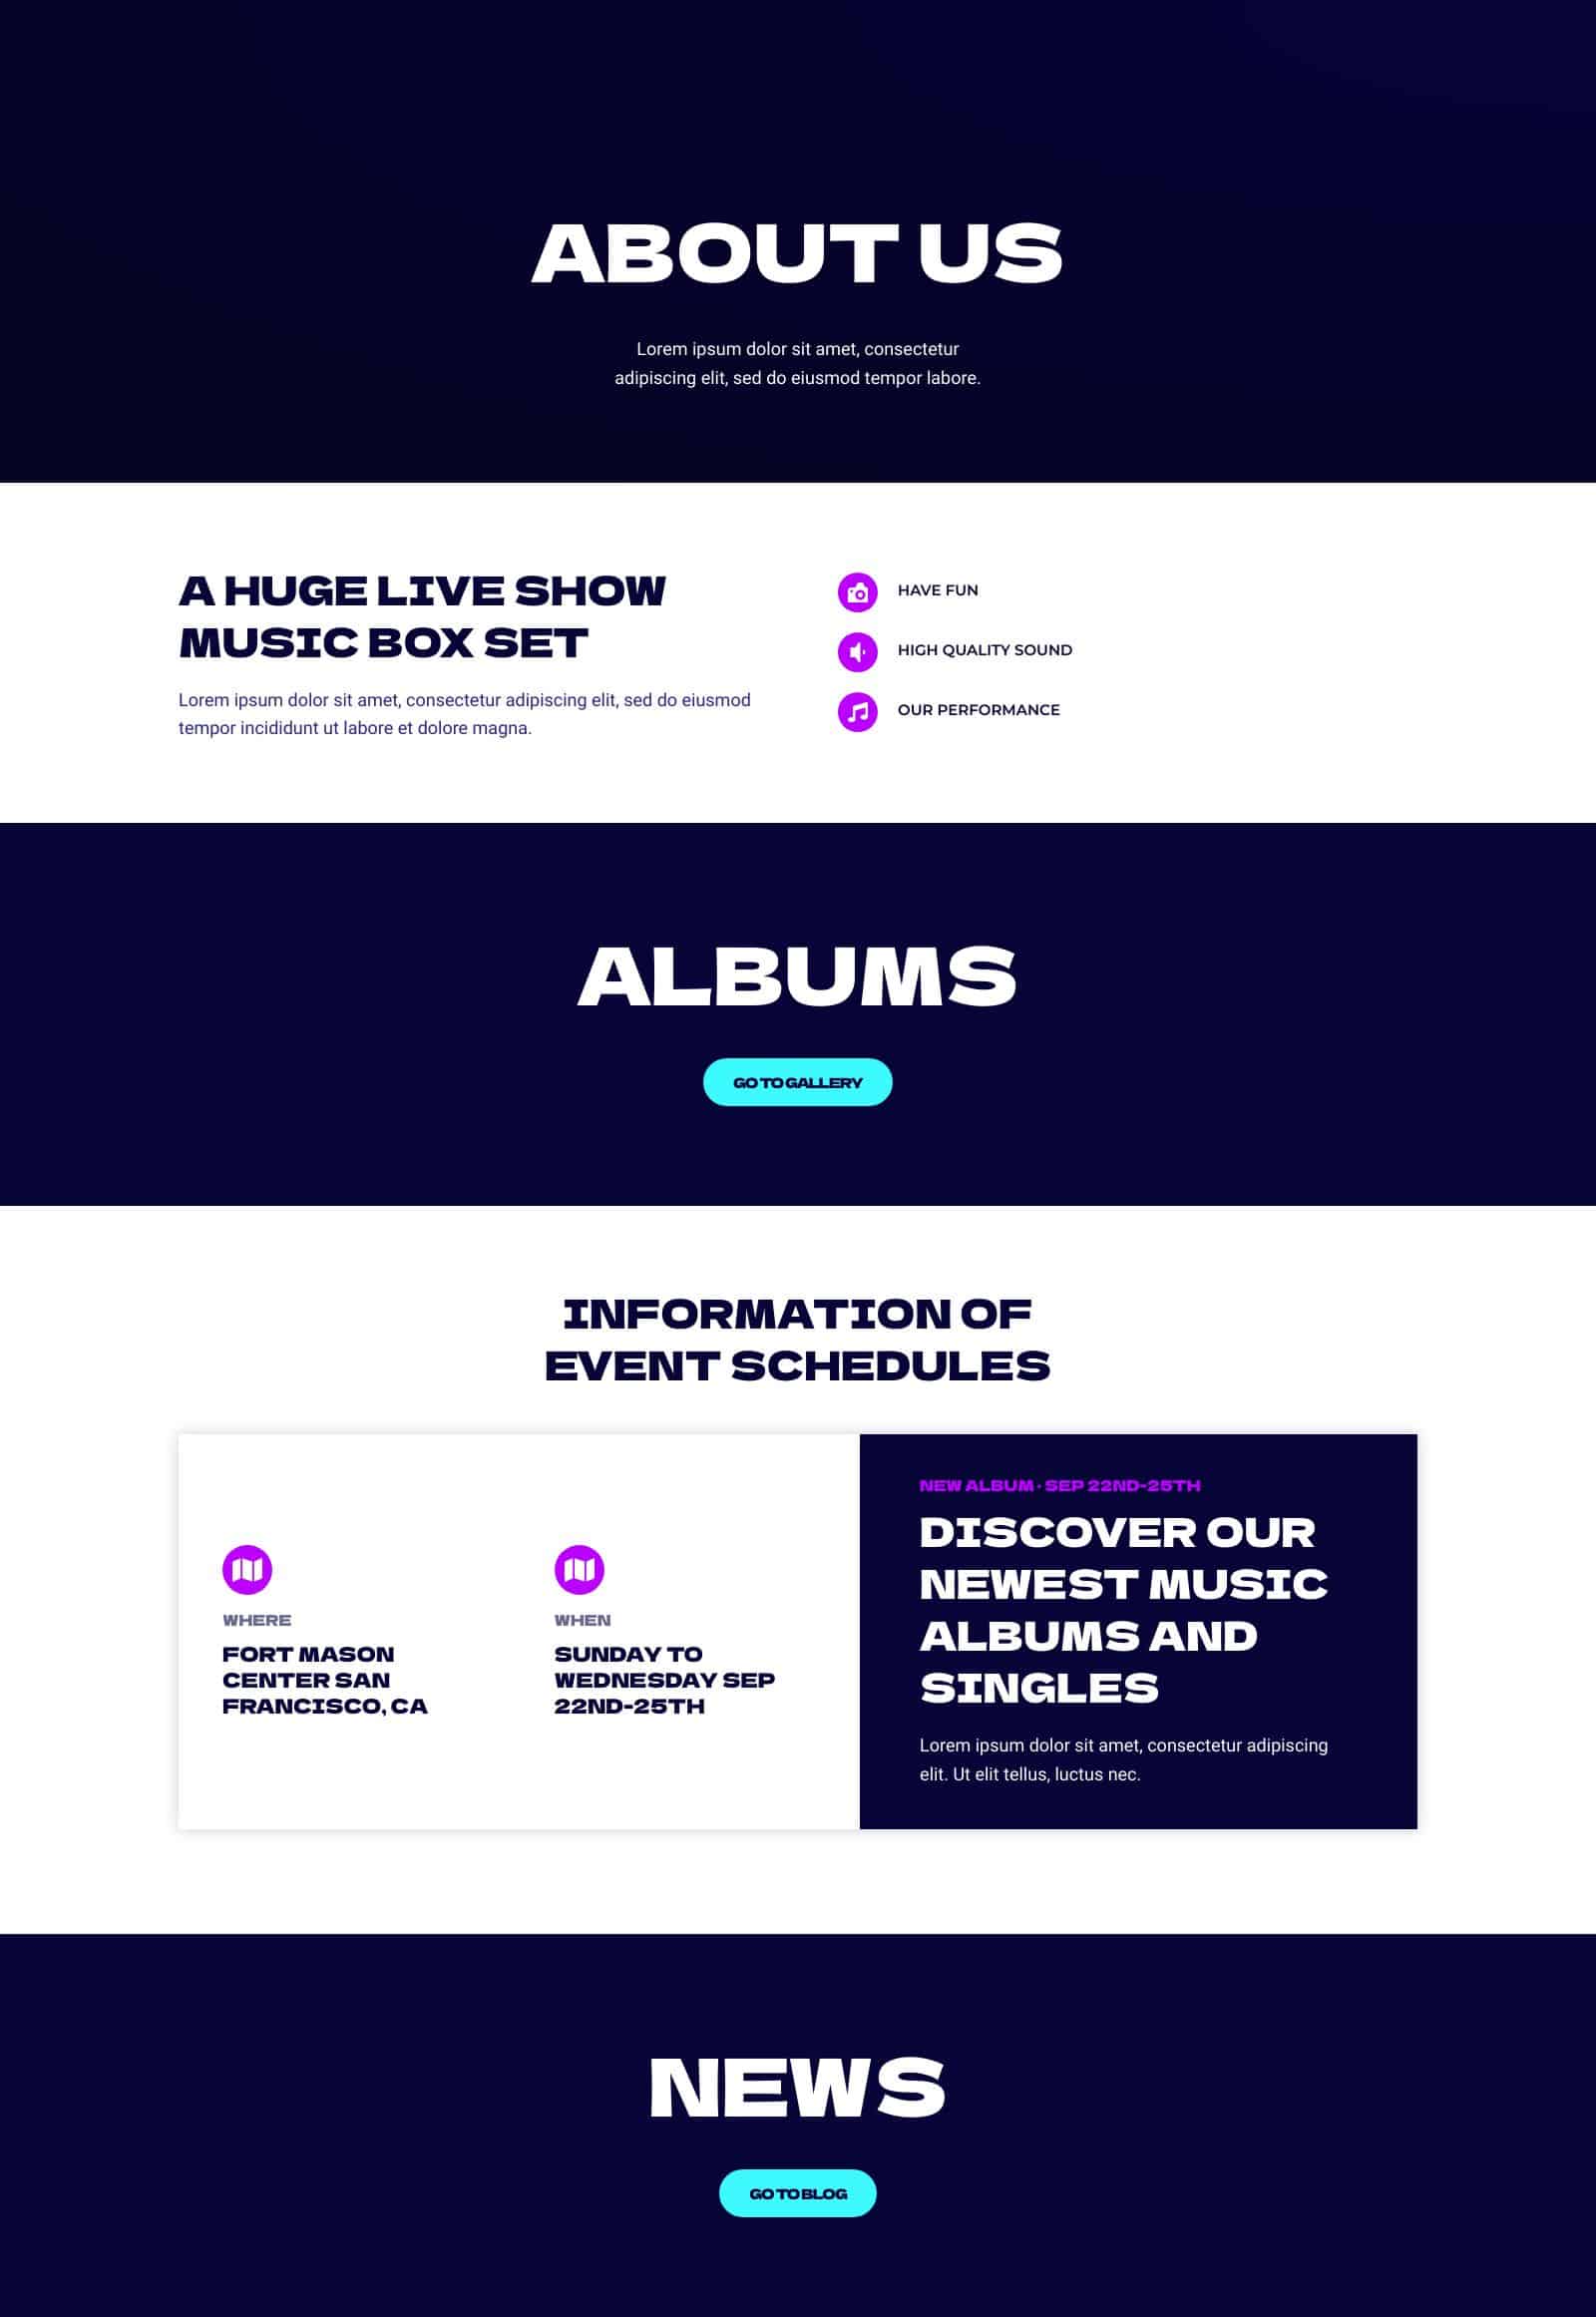 ABOUT US
Lorem ipsum dolor sit amet, consectetur
adipiscing elit, sed do eiusmod tempor labore.
A HUGE LIVE SHOW
MUSIC BOX SET
Lorem ipsum dolor sit amet, consectetur adipiscing elit, sed do eiusmod
tempor incididunt ut labore et dolore magna.
HAVE FUN
HIGH QUALITY SOUND
OUR PERFORMANCE
ALBUMS
GO TO GALLERY
INFORMATION OF
EVENT SCHEDULES
WHERE
FORT MASON
CENTER SAN
FRANCISCO, CA
WHEN
SUNDAY TO
WEDNESDAY SEP
22ND-25TH
NEW ALBUM · SEP 22ND-25TH
DISCOVER OUR
NEWEST MUSIC
ALBUMS AND
SINGLES
Lorem ipsum dolor sit amet, consectetur adipiscing
elit. Ut elit tellus, luctus nec.
NEWS
GO TO BLOG